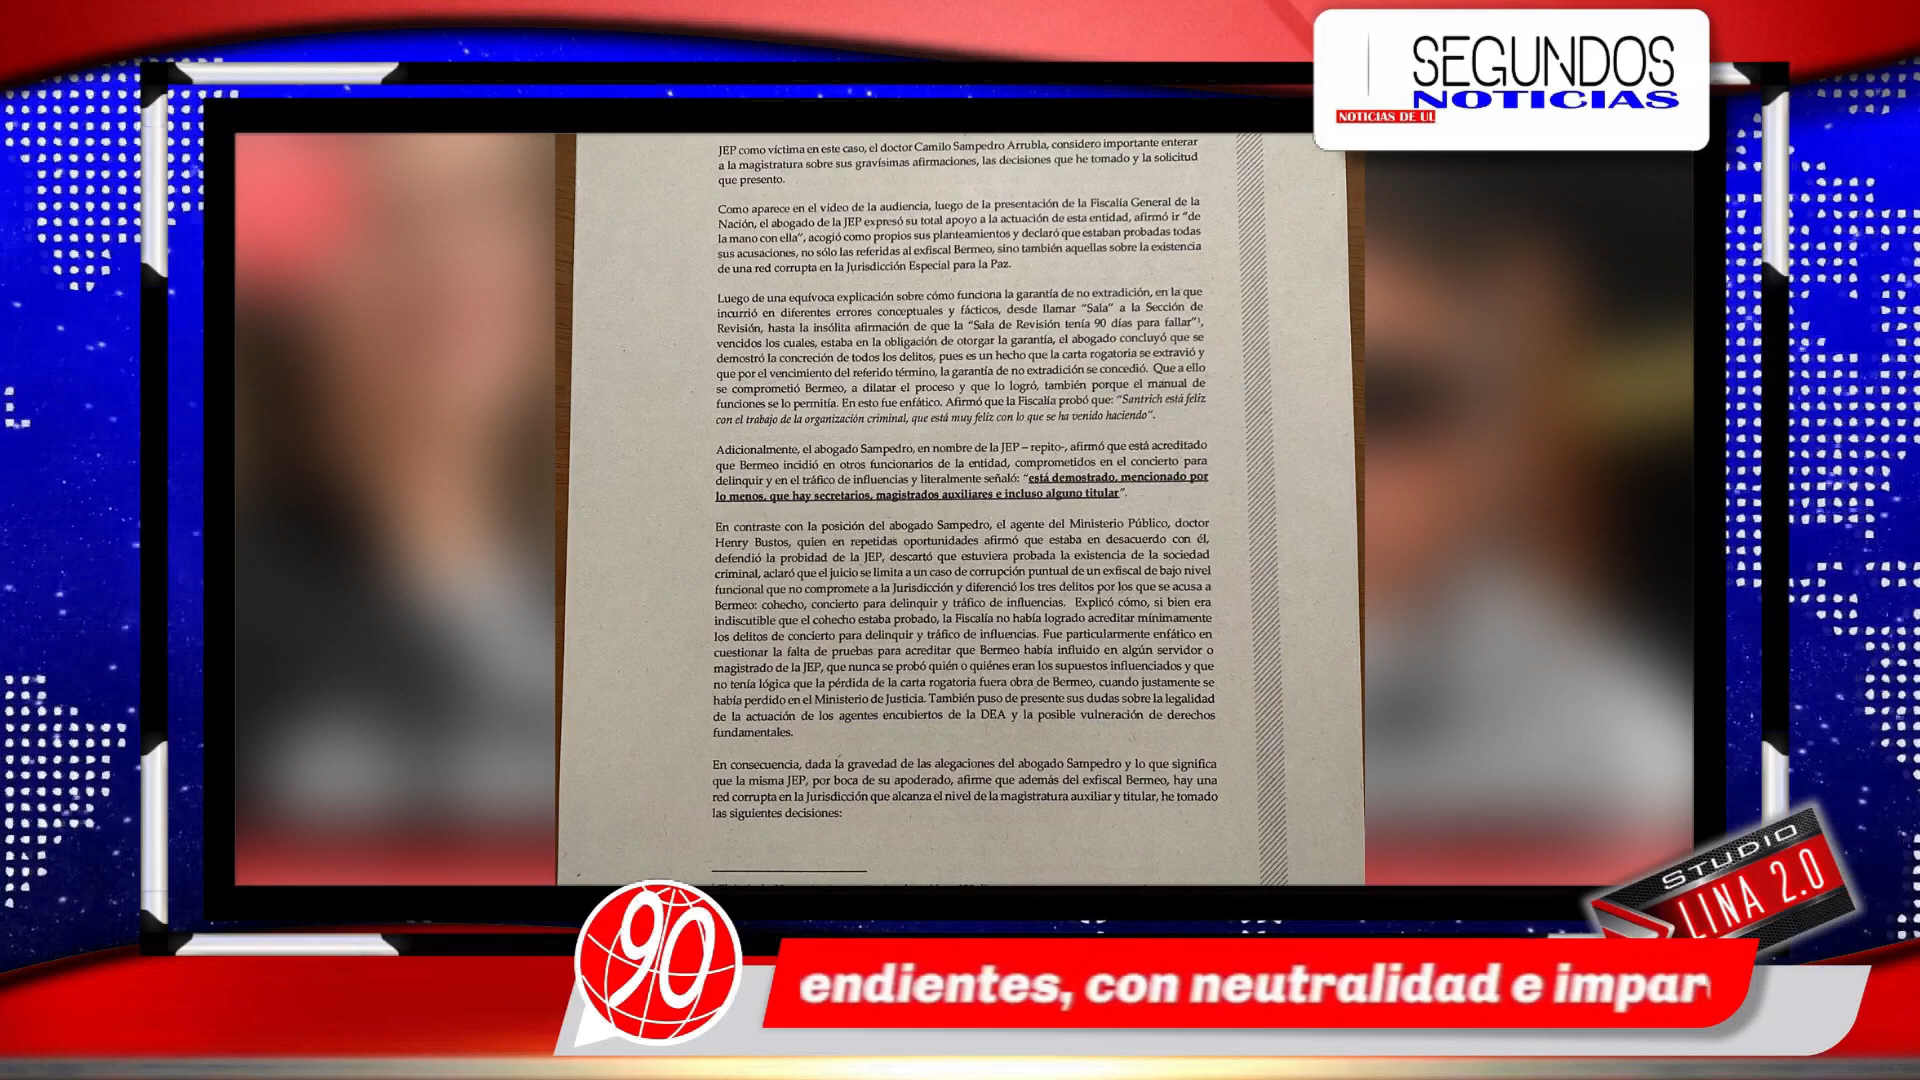 SEGUNDOS
NOTICIAS
NOTICIAS DE UL
JEP como víctima en este caso, el doctor Camilo Sampedro Arrubla, considero importante enterar
a la magistratura sobre sus gravísimas afirmaciones, las decisiones que he tomado y la solicitud
que presento.
Como aparece en el video de la audiencia, luego de la presentación de la Fiscalía General de la
Nación, el abogado de la JEP expresó su total apoyo a la actuación de esta entidad, afirmó ir "de
la mano con ella", acogió como propios sus planteamientos y declaró que estaban probadas todas
sus acusaciones, no sólo las referidas al exfiscal Bermeo, sino también aquellas sobre la existencia
de una red corrupta en la Jurisdicción Especial para la Paz.
Luego de una equívoca explicación sobre cómo funciona la garantía de no extradición, en la que
incurrió en diferentes errores conceptuales y fácticos, desde llamar "Sala" a la Sección de
Revisión, hasta la insólita afirmación de que la "Sala de Revisión tenía 90 días para fallar"¹,
vencidos los cuales, estaba en la obligación de otorgar la garantía, el abogado concluyó que se
demostró la concreción de todos los delitos, pues es un hecho que la carta rogatoria se extravió y
que por el vencimiento del referido término, la garantía de no extradición se concedió. Que a ello
se comprometió Bermeo, a dilatar el proceso y que lo logró, también porque el manual de
funciones se lo permitía. En esto fue enfático. Afirmó que la Fiscalía probó que: "Santrich está feliz
con el trabajo de la organización criminal, que está muy feliz con lo que se ha venido haciendo".
Adicionalmente, el abogado Sampedro, en nombre de la JEP – repito-, afirmó que está acreditado
que Bermeo incidió en otros funcionarios de la entidad, comprometidos en el concierto para
delinquir y en el tráfico de influencias y literalmente señaló: "está demostrado, mencionado por
lo menos, que hay secretarios, magistrados auxiliares e incluso alguno titular".
En contraste con la posición del abogado Sampedro, el agente del Ministerio Público, doctor
Henry Bustos, quien en repetidas oportunidades afirmó que estaba en desacuerdo con él,
defendió la probidad de la JEP, descartó que estuviera probada la existencia de la sociedad
criminal, aclaró que el juicio se limita a un caso de corrupción puntual de un exfiscal de bajo nivel
funcional que no compromete a la Jurisdicción y diferenció los tres delitos por los que se acusa a
Bermeo: cohecho, concierto para delinquir y tráfico de influencias. Explicó cómo, si bien era
indiscutible que el cohecho estaba probado, la Fiscalía no había logrado acreditar mínimamente
los delitos de concierto para delinquir y tráfico de influencias. Fue particularmente enfático en
cuestionar la falta de pruebas para acreditar que Bermeo había influido en algún servidor o
magistrado de la JEP, que nunca se probó quién o quiénes eran los supuestos influenciados y que
no tenía lógica que la pérdida de la carta rogatoria fuera obra de Bermeo, cuando justamente se
había perdido en el Ministerio de Justicia. También puso de presente sus dudas sobre la legalidad
de la actuación de los agentes encubiertos de la DEA y la posible vulneración de derechos
fundamentales.
En consecuencia, dada la gravedad de las alegaciones del abogado Sampedro y lo que significa
que la misma JEP, por boca de su apoderado, afirme que además del exfiscal Bermeo, hay una
red corrupta en la Jurisdicción que alcanza el nivel de la magistratura auxiliar y titular, he tomado
las siguientes decisiones:
STUDIO
LINA 2.0
90
endientes, con neutralidad e impar